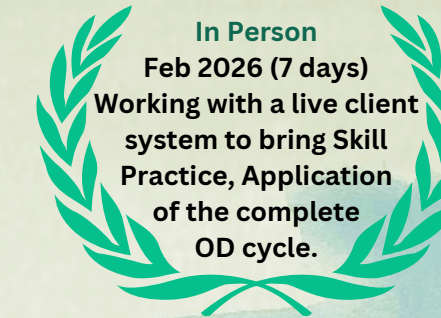 In Person
Feb 2026 (7 days)
Working with a live client
system to bring Skill
Practice, Application
of the complete
OD cycle.